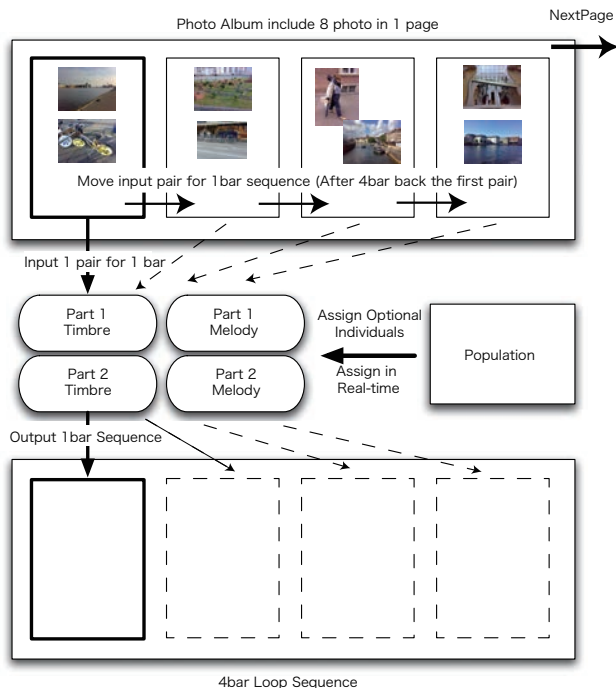 NextPage
Photo Album include 8 photo in 1 page
Move input pair for 1bar sequence (After 4bar back the first pair)
Input 1 pair for 1 bar
Part 1
Timbre
Part 1
Melody
Part 2
Timbre
Part 2
Melody
Assign Optional
Individuals
Assign in
Real-time
Population
Output 1bar Sequence
4bar Loop Sequence